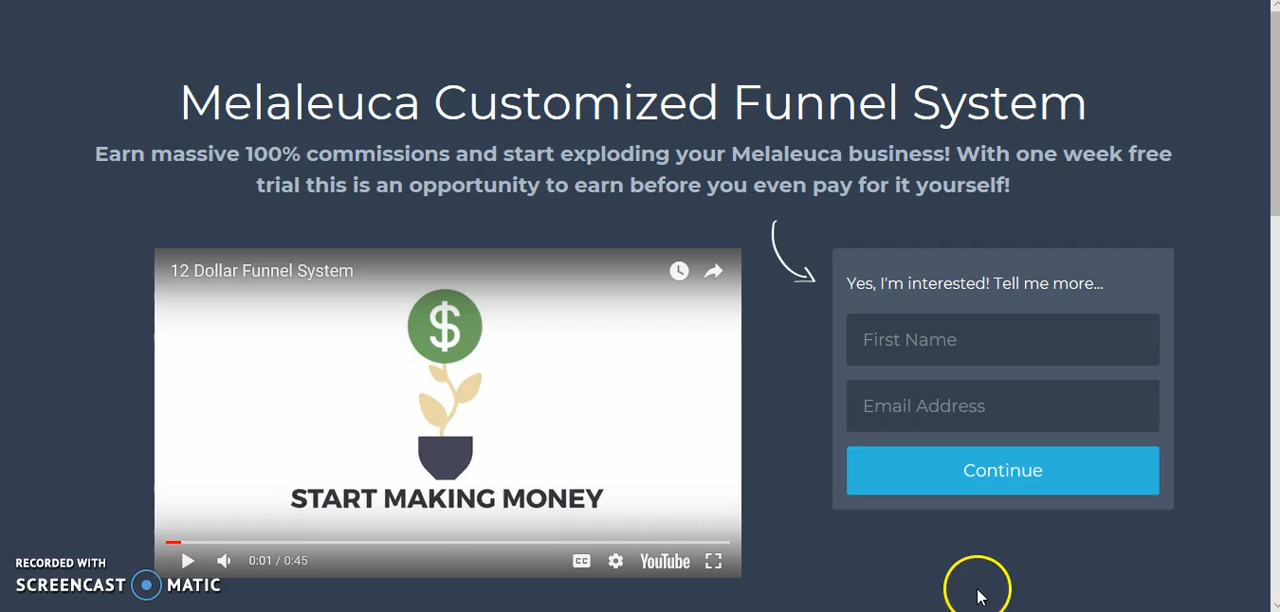 Melaleuca Customized Funnel System
Earn massive 100% commissions and start exploding your Melaleuca business! With one week free
trial this is an opportunity to earn before you even pay for it yourself!
12 Dollar Funnel System
$
START MAKING MONEY
0:01 / 0:45
CC
YouTube
Yes, I'm interested! Tell me more...
First Name
Email Address
Continue
RECORDED WITH
SCREENCAST MATIC